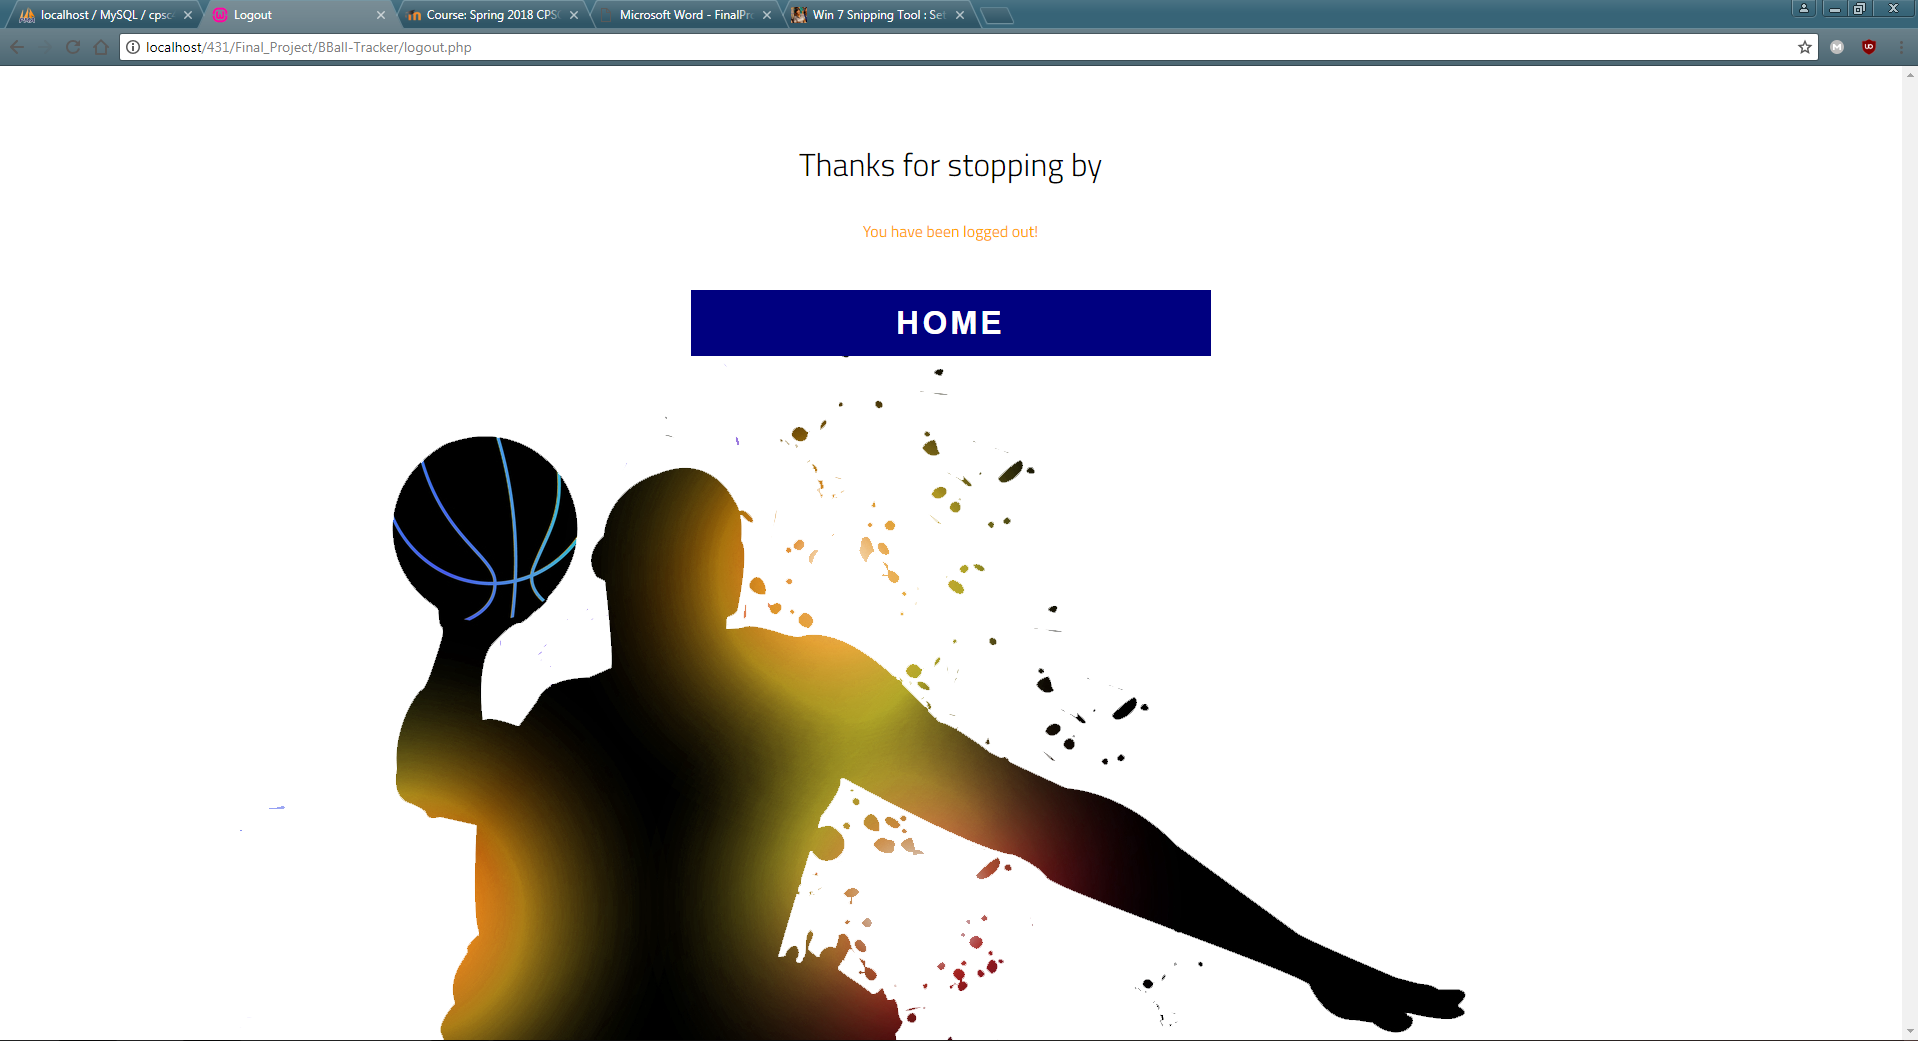 localhost / MySQL / cpsc
Logout
Course: Spring 2018 CPS
Microsoft Word - FinalPr
Win 7 Snipping Tool : Se
localhost/431/Final_Project/BBall-Tracker/logout.php
M
UD
Thanks for stopping by
You have been logged out!
HOME